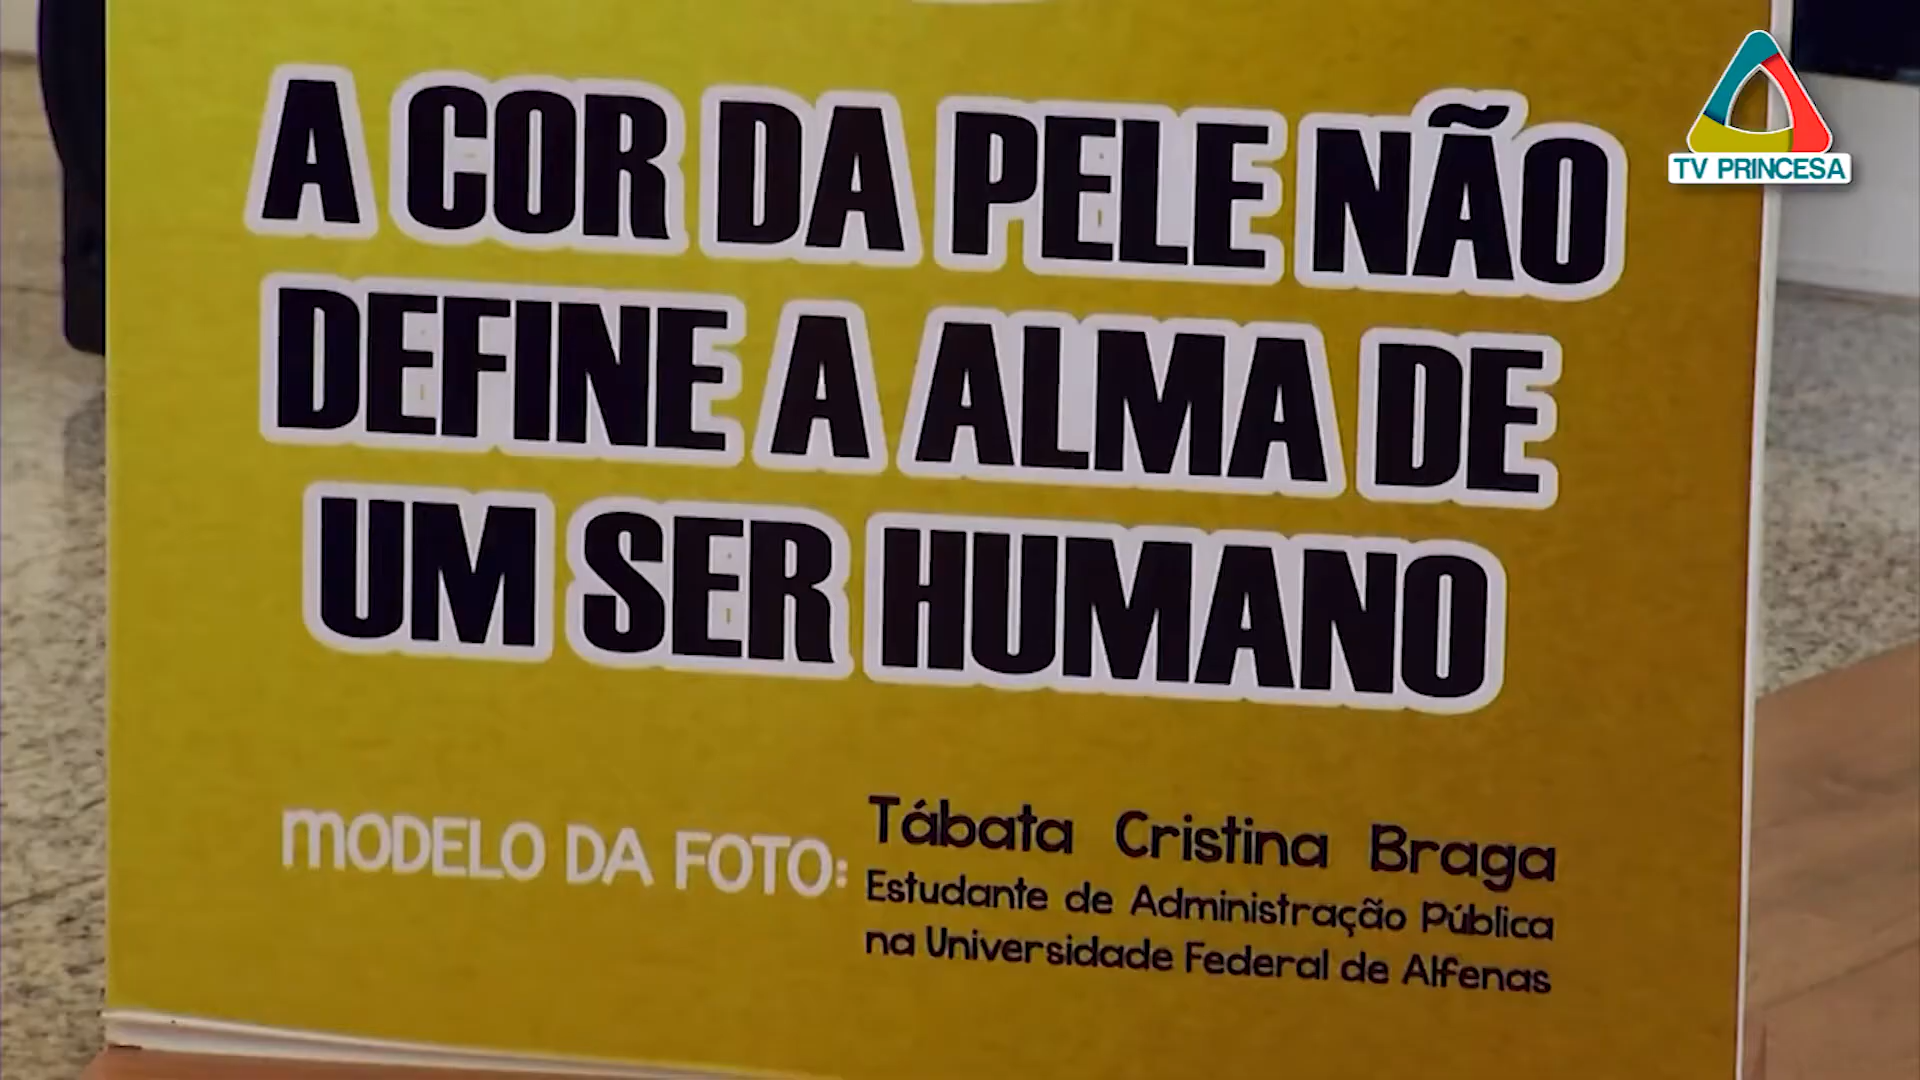 TV PRINCESA
A COR DA PELE NÃO
DEFINE A ALMA DE
UM SER HUMANO
MODELO DA FOTO: Tábata Cristina Braga
Estudante de Administração Pública
na Universidade Federal de Alfenas